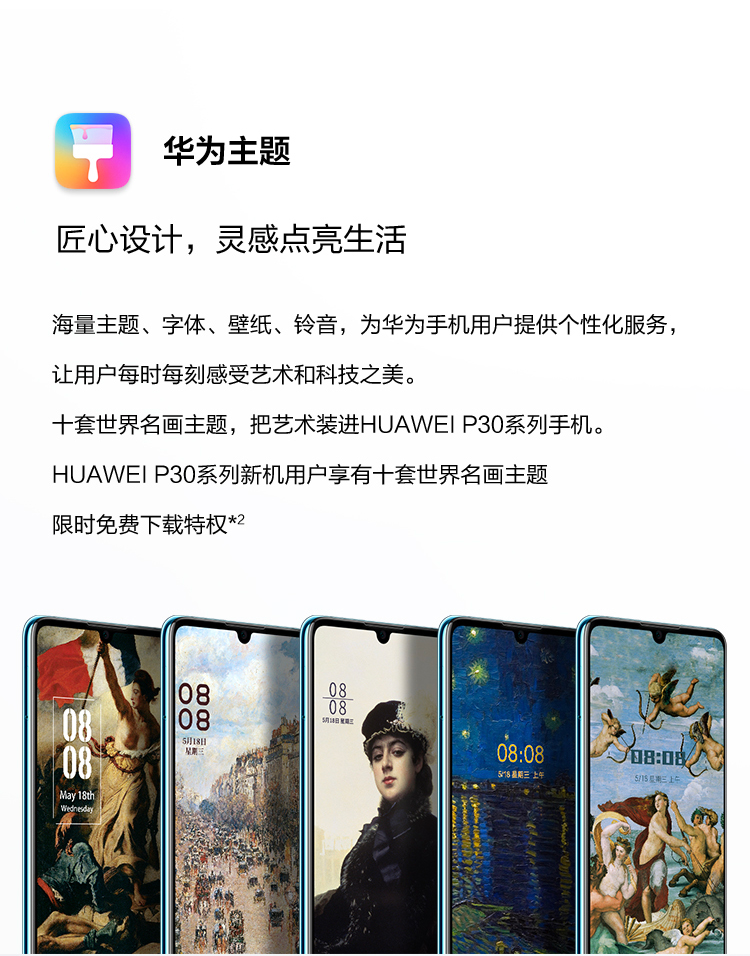 华为主题
匠心设计，灵感点亮生活
海量主题、字体、壁纸、铃音，为华为手机用户提供个性化服务，
让用户每时每刻感受艺术和科技之美。
十套世界名画主题，把艺术装进HUAWEI P30系列手机。
HUAWEI P30系列新机用户享有十套世界名画主题
限时免费下载特权*2
08
08
May 18th
Wednesday
08
08
5月18日
星期三
08
08
5月18日 星期三
08:08
5/18 星期三 上午
08:08
5/15 星期三 上午